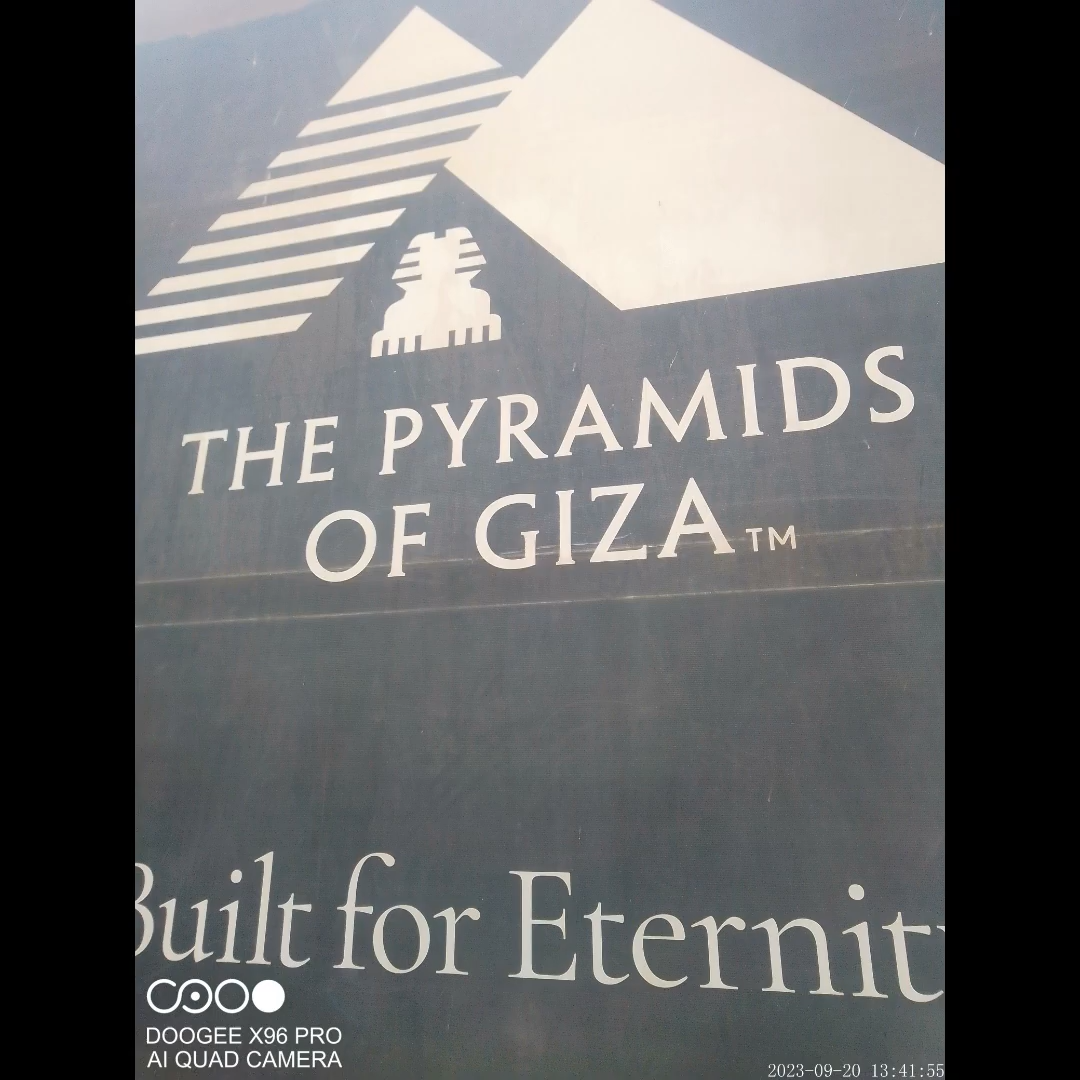 THE PYRAMIDS
OF GIZA™
Built for Eternit
DOOGEE X96 PRO
AI QUAD CAMERA
2023-09-20 13:41:55